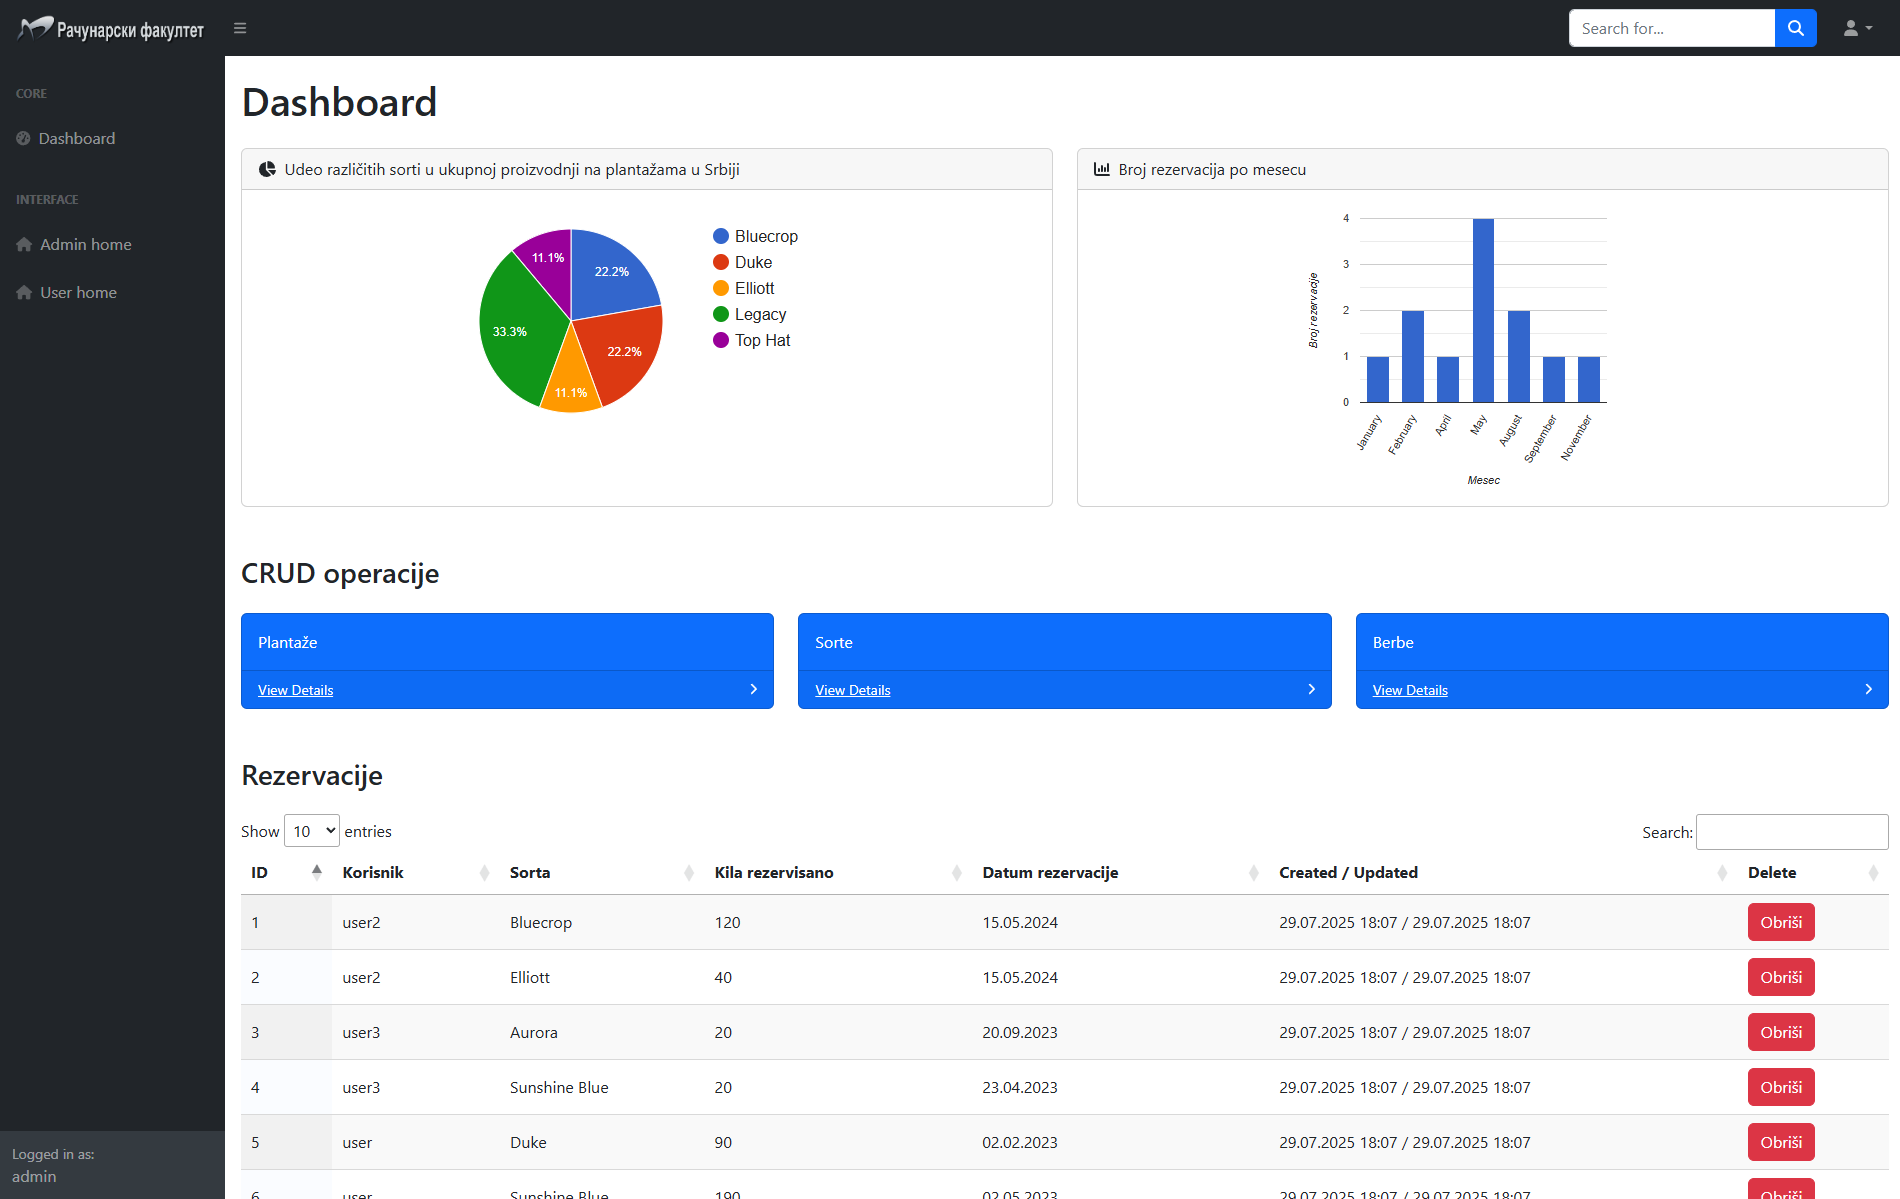 Рачунарски факултет
Search for...
CORE
Dashboard
INTERFACE
Admin home
User home
Logged in as:
admin
Dashboard
Udeo različitih sorti u ukupnoj proizvodnji na plantažama u Srbiji
22.2%
22.2%
11.1%
33.3%
11.1%
Bluecrop
Duke
Elliott
Legacy
Top Hat
Broj rezervacija po mesecu
Broj rezervacije
4
3
2
1
0
January
February
April
May
August
September
November
Mesec
CRUD operacije
Plantaže
View Details
Sorte
View Details
Berbe
View Details
Rezervacije
Show 10 entries
Search:
ID Korisnik Sorta Kila rezervisano Datum rezervacije Created / Updated Delete
1 user2 Bluecrop 120 15.05.2024 29.07.2025 18:07 / 29.07.2025 18:07 Obriši
2 user2 Elliott 40 15.05.2024 29.07.2025 18:07 / 29.07.2025 18:07 Obriši
3 user3 Aurora 20 20.09.2023 29.07.2025 18:07 / 29.07.2025 18:07 Obriši
4 user3 Sunshine Blue 20 23.04.2023 29.07.2025 18:07 / 29.07.2025 18:07 Obriši
5 user Duke 90 02.02.2023 29.07.2025 18:07 / 29.07.2025 18:07 Obriši
6 user Sunshine Blue 190 02.05.2023 29.07.2025 18:07 / 29.07.2025 18:07 Obriši